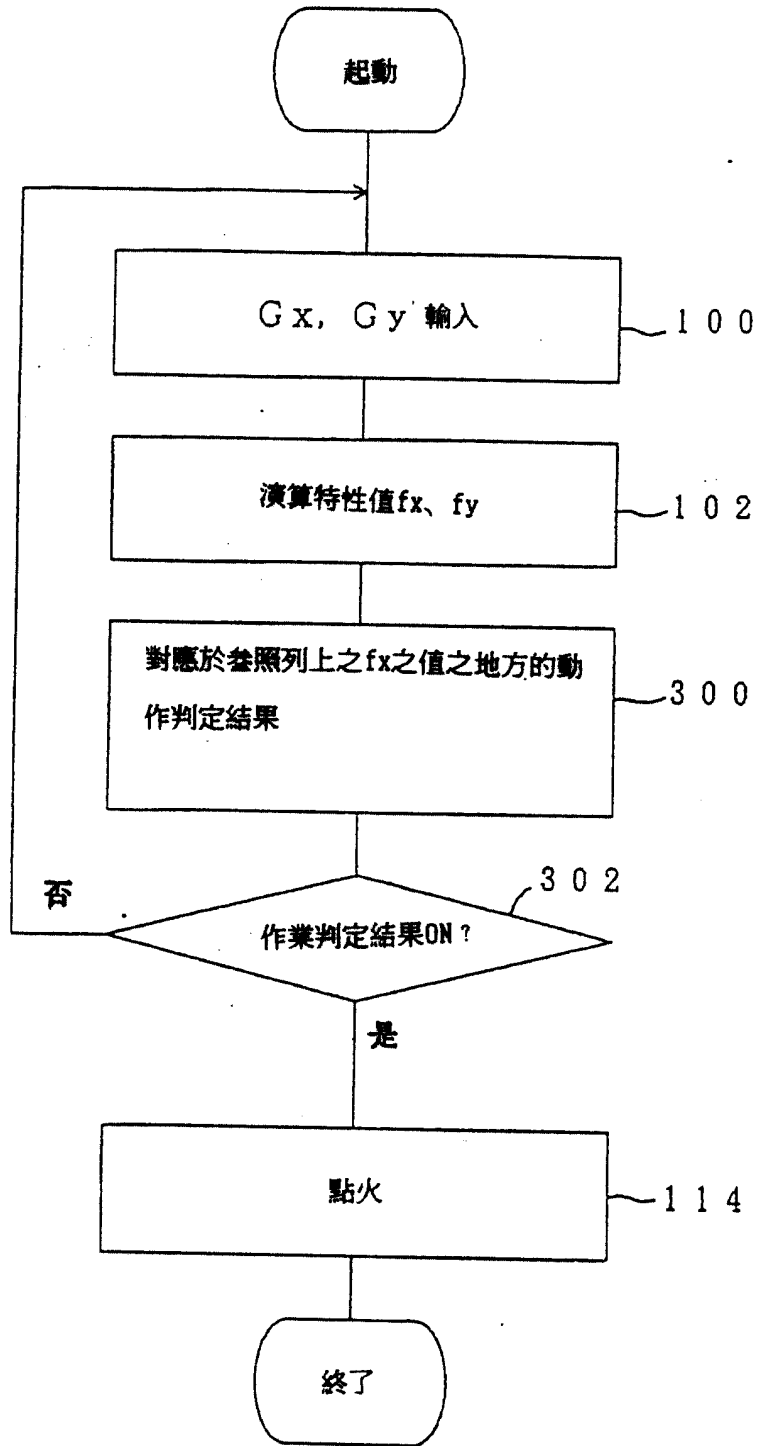 起動
Gx, Gy 輸入
100
演算特性值fx、fy
102
對應於參照列上之fx之值之地方的動
作判定結果
300
302
否
作業判定結果ON？
是
點火
114
終了